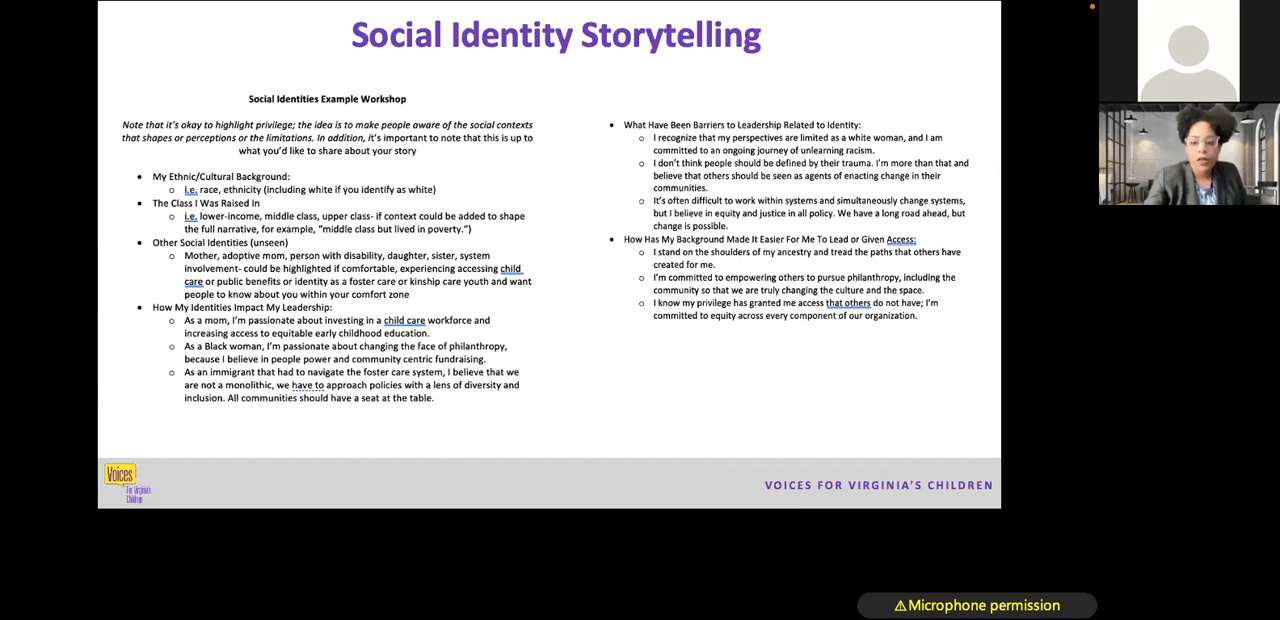 Social Identity Storytelling
Social Identities Example Workshop
Note that it's okay to highlight privilege; the idea is to make people aware of the social contexts
that shapes or perceptions or the limitations. In addition, it's important to note that this is up to
what you'd like to share about your story
• My Ethnic/Cultural Background:
o i.e. race, ethnicity (including white if you identify as white)
• The Class I Was Raised In
o i.e. lower-income, middle class, upper class- if context could be added to shape
the full narrative, for example, "middle class but lived in poverty.")
• Other Social Identities (unseen)
o Mother, adoptive mom, person with disability, daughter, sister, system
involvement- could be highlighted if comfortable, experiencing accessing child
care or public benefits or identity as a foster care or kinship care youth and want
people to know about you within your comfort zone
• How My Identities Impact My Leadership:
o As a mom, I'm passionate about investing in a child care workforce and
increasing access to equitable early childhood education.
o As a Black woman, I'm passionate about changing the face of philanthropy,
because I believe in people power and community centric fundraising.
o As an immigrant that had to navigate the foster care system, I believe that we
are not a monolithic, we have to approach policies with a lens of diversity and
inclusion. All communities should have a seat at the table.
• What Have Been Barriers to Leadership Related to Identity:
o I recognize that my perspectives are limited as a white woman, and I am
committed to an ongoing journey of unlearning racism.
o I don't think people should be defined by their trauma. I'm more than that and
believe that others should be seen as agents of enacting change in their
communities.
o It's often difficult to work within systems and simultaneously change systems,
but I believe in equity and justice in all policy. We have a long road ahead, but
change is possible.
• How Has My Background Made It Easier For Me To Lead or Given Access:
o I stand on the shoulders of my ancestry and tread the paths that others have
created for me.
o I'm committed to empowering others to pursue philanthropy, including the
community so that we are truly changing the culture and the space.
o I know my privilege has granted me access that others do not have; I'm
committed to equity across every component of our organization.
Voices
For Virginia's
Children
VOICES FOR VIRGINIA'S CHILDREN
⚠Microphone permission